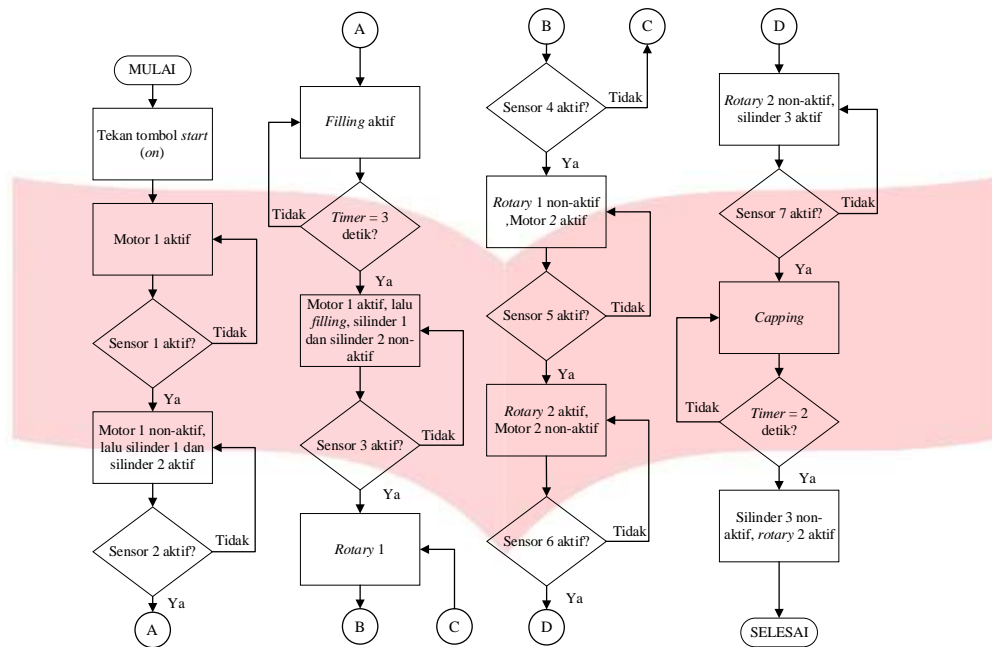 MULAI
Tekan tombol start
(on)
Motor 1 aktif
Sensor 1 aktif?
Tidak
Ya
Motor 1 non-aktif,
lalu silinder 1 dan
silinder 2 aktif
Sensor 2 aktif?
Tidak
Ya
A
A
Filling aktif
Timer = 3
detik?
Tidak
Ya
Motor 1 aktif, lalu
filling, silinder 1
dan silinder 2 non-
aktif
Sensor 3 aktif?
Tidak
Ya
Rotary 1
B
C
B
C
Sensor 4 aktif?
Tidak
Ya
Rotary 1 non-aktif
,Motor 2 aktif
Sensor 5 aktif?
Tidak
Ya
Rotary 2 aktif,
Motor 2 non-aktif
Sensor 6 aktif?
Tidak
Ya
D
D
Rotary 2 non-aktif,
silinder 3 aktif
Sensor 7 aktif?
Tidak
Ya
Capping
Timer = 2
detik?
Tidak
Ya
Silinder 3 non-
aktif, rotary 2 aktif
SELESAI